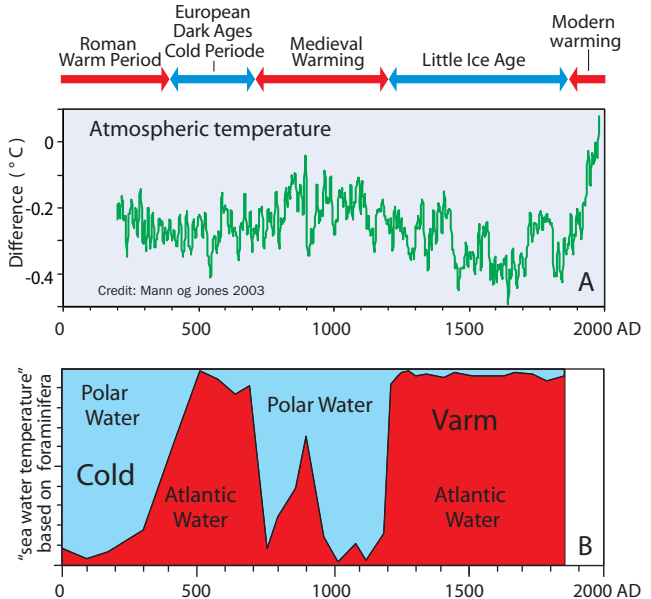 Roman
Warm Period
European
Dark Ages
Cold Periode
Medieval
Warming
Little Ice Age
Modern
warming
Atmospheric temperature
Difference ( °C)
0
-0.2
-0.4
Credit: Mann og Jones 2003
A
0 500 1000 1500 2000 AD
"sea water temperature"
based on foraminifera
Polar
Water
Cold
Atlantic
Water
Polar Water
Varm
Atlantic
Water
B
0 500 1000 1500 2000 AD